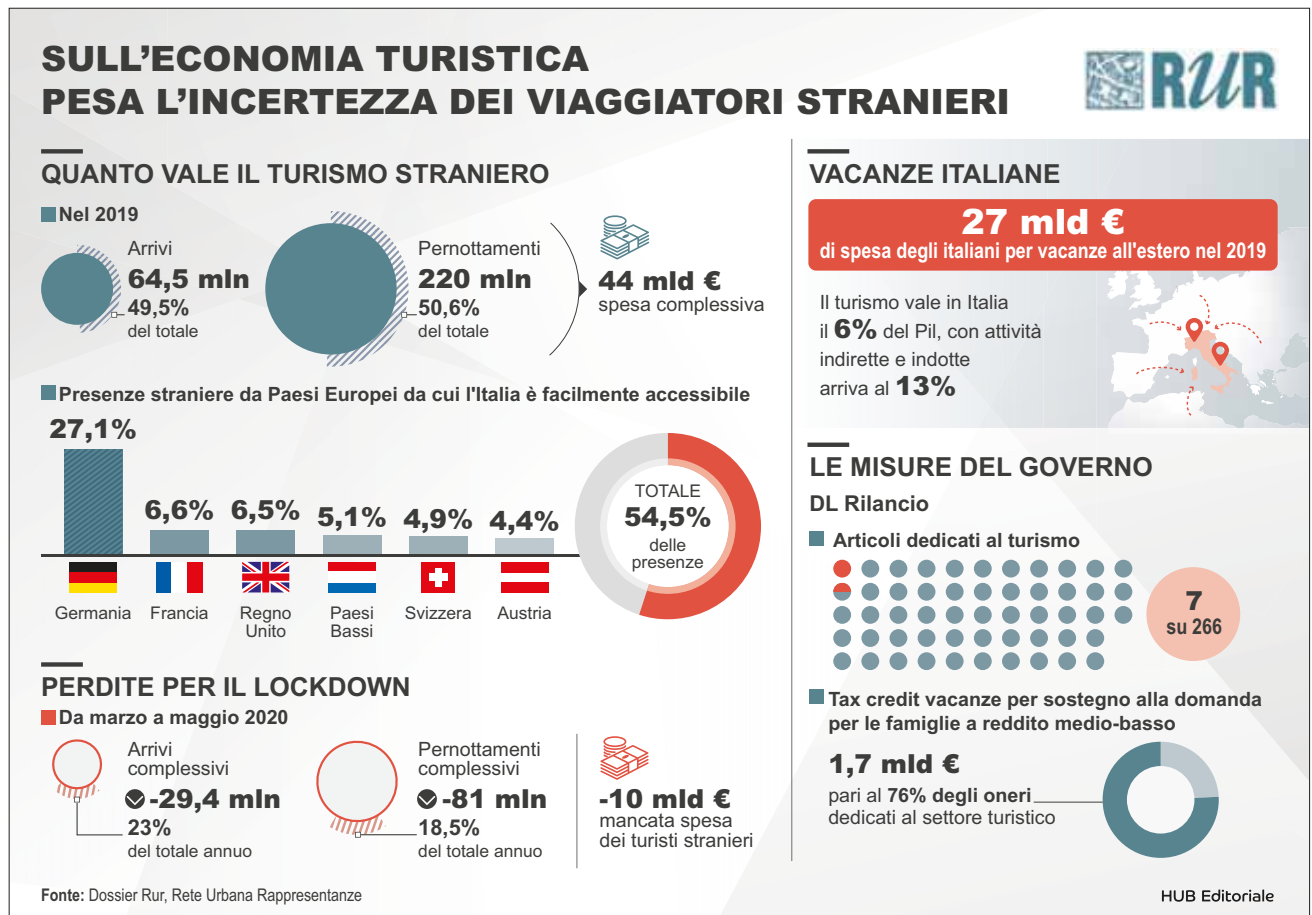 SULL'ECONOMIA TURISTICA
PESA L'INCERTEZZA DEI VIAGGIATORI STRANIERI
RUR
QUANTO VALE IL TURISMO STRANIERO
Nel 2019
Arrivi
64,5 mln
49,5%
del totale
Pernottamenti
220 mln
50,6%
del totale
44 mld €
spesa complessiva
Presenze straniere da Paesi Europei da cui l'Italia è facilmente accessibile
27,1%
6,6%
6,5%
5,1%
4,9%
4,4%
Germania
Francia
Regno
Unito
Paesi
Bassi
Svizzera
Austria
TOTALE
54,5%
delle
presenze
PERDITE PER IL LOCKDOWN
Da marzo a maggio 2020
Arrivi
complessivi
-29,4 mln
23%
del totale annuo
Pernottamenti
complessivi
-81 mln
18,5%
del totale annuo
-10 mld €
mancata spesa
dei turisti stranieri
VACANZE ITALIANE
27 mld €
di spesa degli italiani per vacanze all'estero nel 2019
Il turismo vale in Italia
il 6% del Pil, con attività
indirette e indotte
arriva al 13%
LE MISURE DEL GOVERNO
DL Rilancio
Articoli dedicati al turismo
7
su 266
Tax credit vacanze per sostegno alla domanda
per le famiglie a reddito medio-basso
1,7 mld €
pari al 76% degli oneri
dedicati al settore turistico
Fonte: Dossier Rur, Rete Urbana Rappresentanze
HUB Editoriale